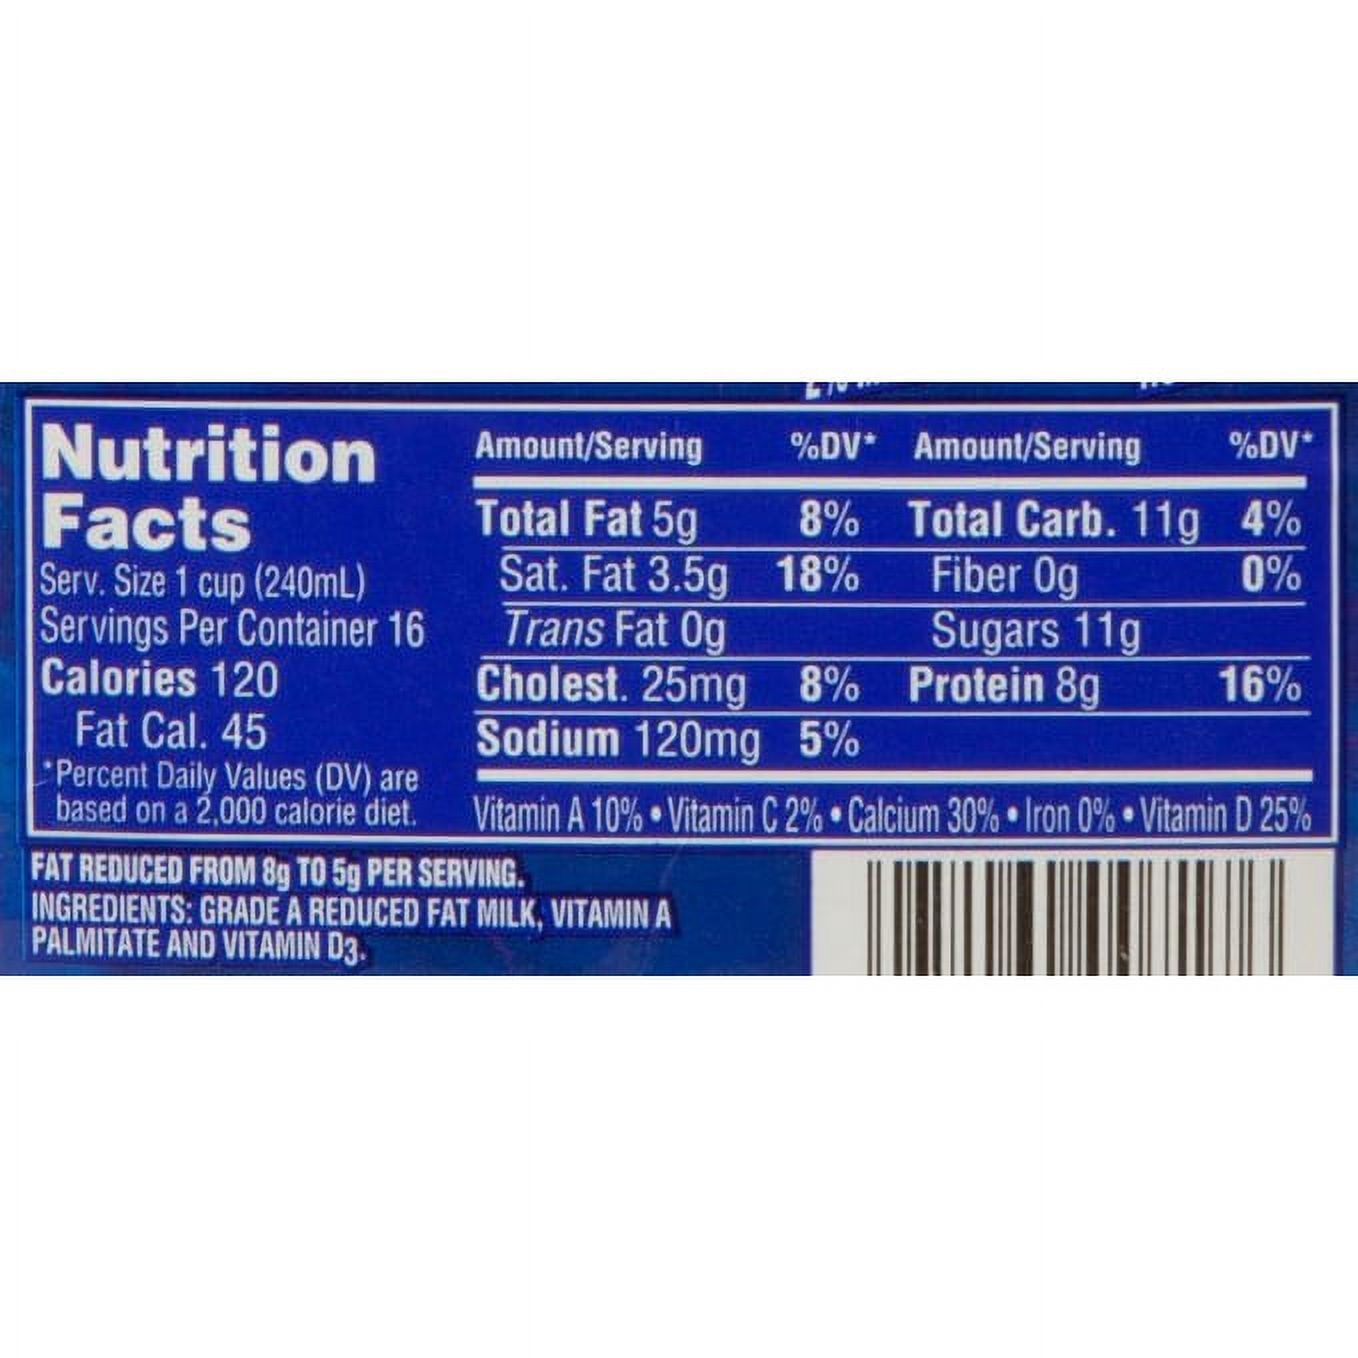 Nutrition
Facts
Serv. Size 1 cup (240mL)
Servings Per Container 16
Calories 120
Fat Cal. 45
*Percent Daily Values (DV) are
based on a 2,000 calorie diet.
Amount/Serving %DV* Amount/Serving %DV*
Total Fat 5g 8% Total Carb. 11g 4%
Sat. Fat 3.5g 18% Fiber 0g 0%
Trans Fat 0g Sugars 11g
Cholest. 25mg 8% Protein 8g 16%
Sodium 120mg 5%
Vitamin A 10% • Vitamin C 2% • Calcium 30% • Iron 0% • Vitamin D 25%
FAT REDUCED FROM 8g TO 5g PER SERVING.
INGREDIENTS: GRADE A REDUCED FAT MILK, VITAMIN A
PALMITATE AND VITAMIN D3.